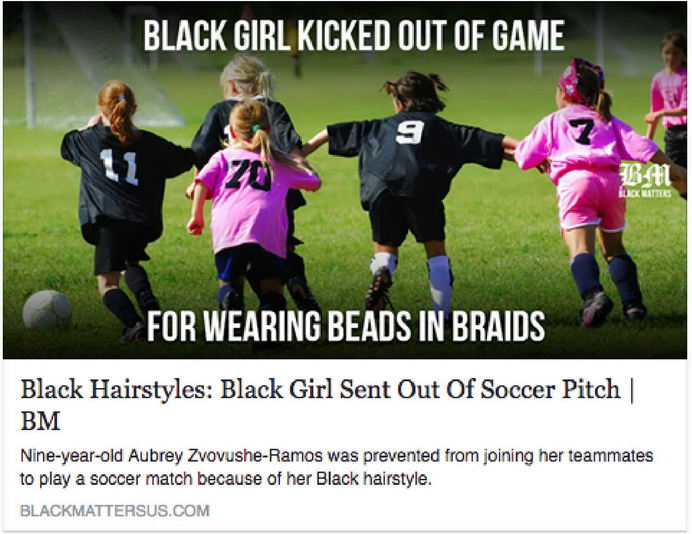 BLACK GIRL KICKED OUT OF GAME
11
70
9
7
BM
BLACK MATTERS
FOR WEARING BEADS IN BRAIDS
Black Hairstyles: Black Girl Sent Out Of Soccer Pitch |
BM
Nine-year-old Aubrey Zvovushe-Ramos was prevented from joining her teammates
to play a soccer match because of her Black hairstyle.
BLACKMATTERSUS.COM